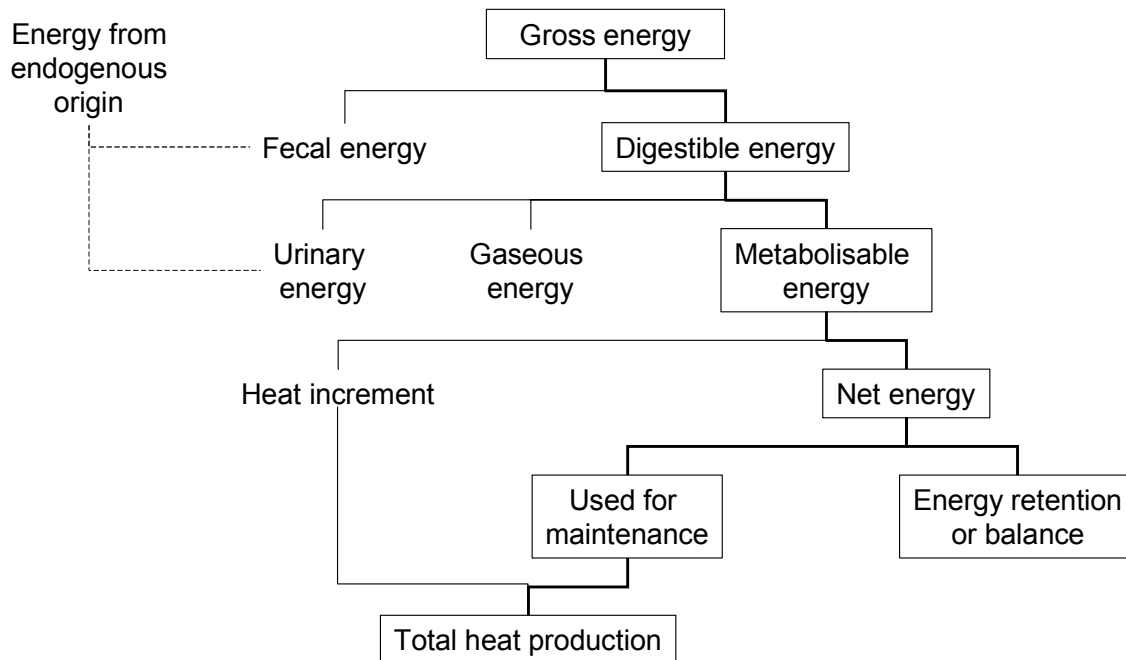 Energy from
endogenous
origin
Gross energy
Fecal energy
Digestible energy
Urinary
energy
Gaseous
energy
Metabolisable
energy
Heat increment
Net energy
Used for
maintenance
Energy retention
or balance
Total heat production